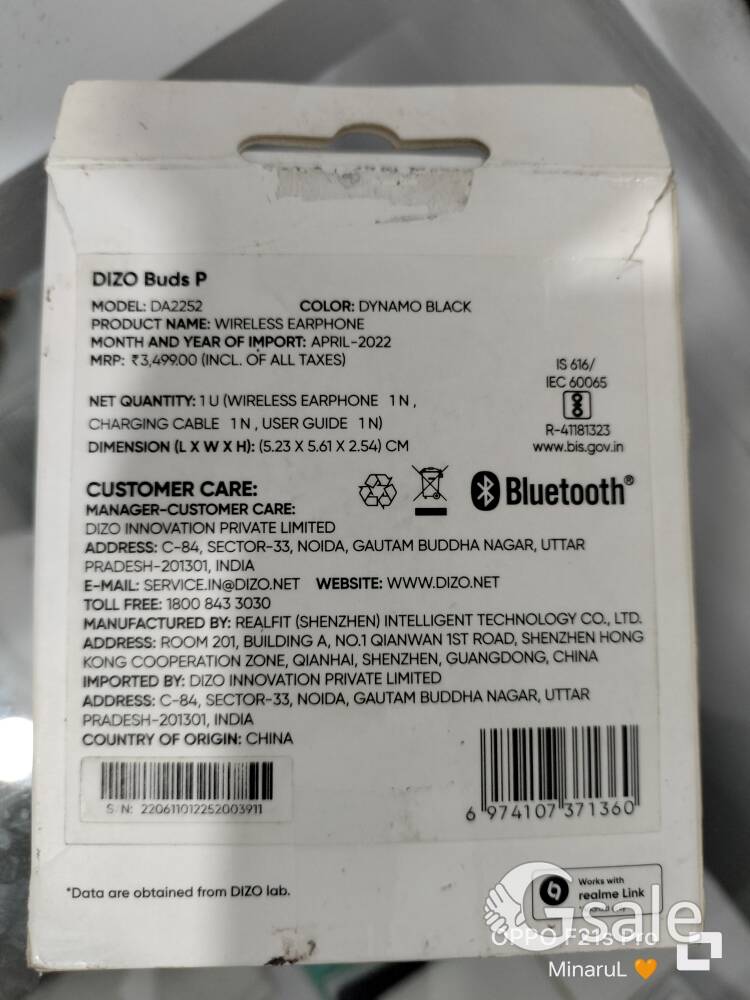 DIZO Buds P
MODEL: DA2252 COLOR: DYNAMO BLACK
PRODUCT NAME: WIRELESS EARPHONE
MONTH AND YEAR OF IMPORT: APRIL-2022
MRP: ₹3,499.00 (INCL. OF ALL TAXES)
IS 616/
IEC 60065
R-41181323
www.bis.gov.in
NET QUANTITY: 1 U (WIRELESS EARPHONE 1 N ,
CHARGING CABLE 1 N , USER GUIDE 1 N)
DIMENSION (L X W X H): (5.23 X 5.61 X 2.54) CM
Bluetooth®
CUSTOMER CARE:
MANAGER-CUSTOMER CARE:
DIZO INNOVATION PRIVATE LIMITED
ADDRESS: C-84, SECTOR-33, NOIDA, GAUTAM BUDDHA NAGAR, UTTAR
PRADESH-201301, INDIA
E-MAIL: SERVICE.IN@DIZO.NET WEBSITE: WWW.DIZO.NET
TOLL FREE: 1800 843 3030
MANUFACTURED BY: REALFIT (SHENZHEN) INTELLIGENT TECHNOLOGY CO., LTD.
ADDRESS: ROOM 201, BUILDING A, NO.1 QIANWAN 1ST ROAD, SHENZHEN HONG
KONG COOPERATION ZONE, QIANHAI, SHENZHEN, GUANGDONG, CHINA
IMPORTED BY: DIZO INNOVATION PRIVATE LIMITED
ADDRESS: C-84, SECTOR-33, NOIDA, GAUTAM BUDDHA NAGAR, UTTAR
PRADESH-201301, INDIA
COUNTRY OF ORIGIN: CHINA
S N: 220611012252003911
6 974107 371360
*Data are obtained from DIZO lab.
Works with
realme Link
Gsale
OPPO F21s Pro
MinaruL 🧡